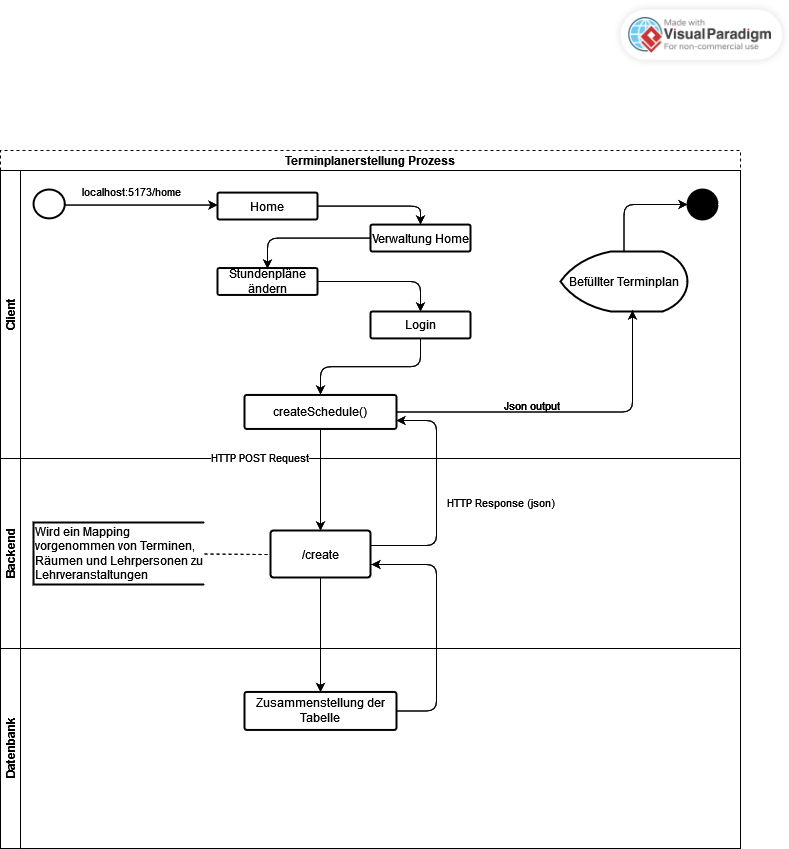 Made with
Visual Paradigm
For non-commercial use
Terminplanerstellung Prozess
Client
localhost:5173/home
Home
Verwaltung Home
Stundenpläne
ändern
Login
Befüllter Terminplan
createSchedule()
Json output
HTTP POST Request
Backend
HTTP Response (json)
Wird ein Mapping
vorgenommen von Terminen,
Räumen und Lehrpersonen zu
Lehrveranstaltungen
/create
Datenbank
Zusammenstellung der
Tabelle